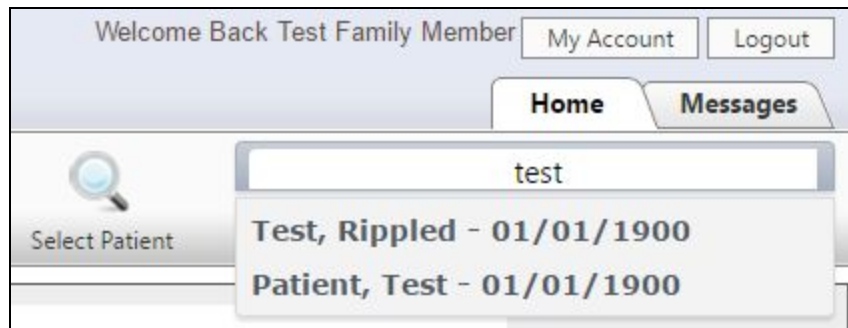 Welcome Back Test Family Member My Account Logout
Home Messages
test
Select Patient
Test, Rippled - 01/01/1900
Patient, Test - 01/01/1900